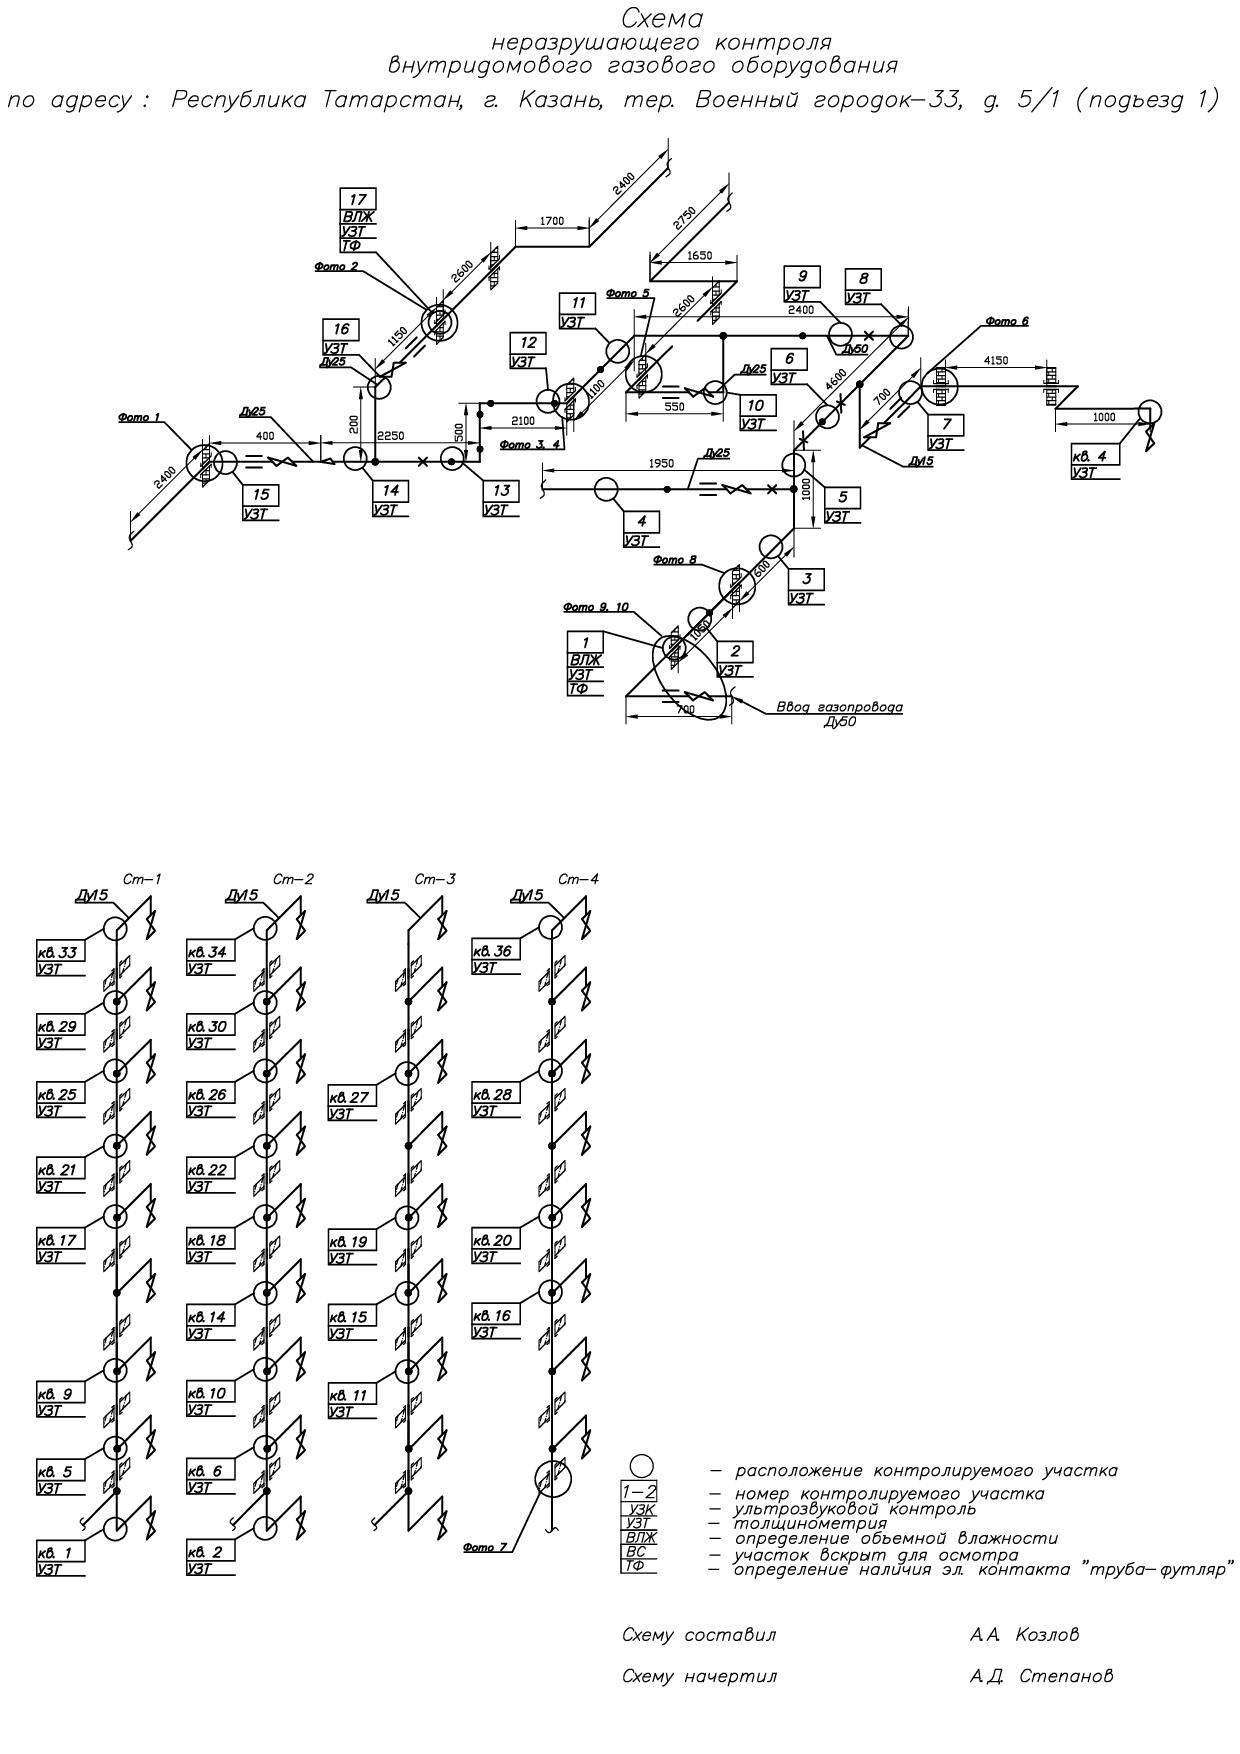 Схема
неразрушающего контроля
внутридомового газового оборудования
по адресу : Республика Татарстан, г. Казань, тер. Военный городок-33, д. 5/1 (подъезд 1)
2400
17
ВЛЖ
УЗТ
ТФ
1700
2750
Фото 2
2600
1650
9
УЗТ
8
УЗТ
11
УЗТ
Фото 5
2600
2400
16
УЗТ
1150
Фото 6
12
УЗТ
Ду50
Ду25
6
УЗТ
4150
Ду25
4600
1100
700
Фото 1
Ду25
200
550
10
УЗТ
1000
400
2250
500
2100
Фото 3, 4
7
УЗТ
кв. 4
УЗТ
2400
1950
Ду25
Ду15
15
УЗТ
14
УЗТ
13
УЗТ
1000
5
УЗТ
4
УЗТ
Фото 8
600
3
УЗТ
Фото 9, 10
1050
1
ВЛЖ
УЗТ
ТФ
2
УЗТ
700
Ввод газопровода
Ду50
Ст-1
Ст-2
Ст-3
Ст-4
Ду15
Ду15
Ду15
Ду15
кв. 33
УЗТ
кв. 34
УЗТ
кв. 36
УЗТ
кв. 29
УЗТ
кв. 30
УЗТ
кв. 25
УЗТ
кв. 26
УЗТ
кв. 27
УЗТ
кв. 28
УЗТ
кв. 21
УЗТ
кв. 22
УЗТ
кв. 17
УЗТ
кв. 18
УЗТ
кв. 19
УЗТ
кв. 20
УЗТ
кв. 14
УЗТ
кв. 15
УЗТ
кв. 16
УЗТ
кв. 9
УЗТ
кв. 10
УЗТ
кв. 11
УЗТ
кв. 5
УЗТ
кв. 6
УЗТ
кв. 1
УЗТ
кв. 2
УЗТ
Фото 7
- расположение контролируемого участка
1-2 - номер контролируемого участка
УЗК - ультрозвуковой контроль
УЗТ - толщинометрия
ВЛЖ - определение объемной влажности
ВС - участок вскрыт для осмотра
ТФ - определение наличия эл. контакта "труба-футляр"
Схему составил А.А. Козлов
Схему начертил А.Д. Степанов